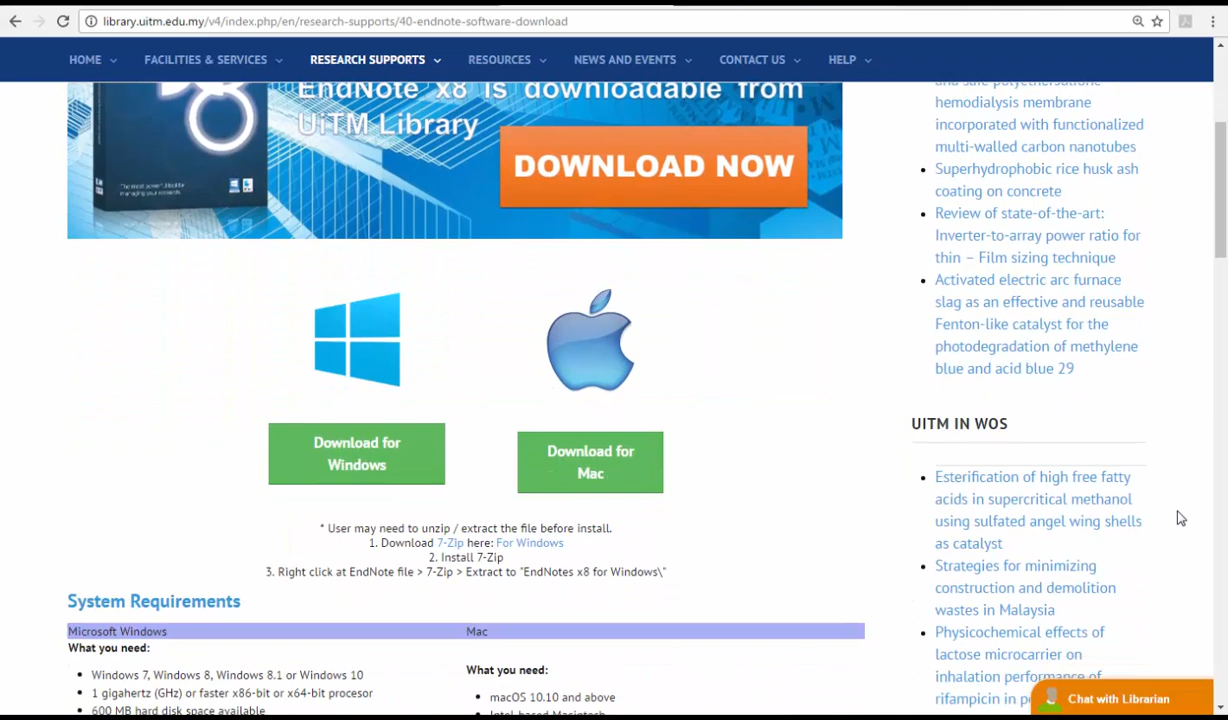 library.uitm.edu.my/v4/index.php/en/research-supports/40-endnote-software-download
HOME
FACILITIES & SERVICES
RESEARCH SUPPORTS
RESOURCES
NEWS AND EVENTS
CONTACT US
HELP
EndNote x8 is downloadable from
UiTM Library
DOWNLOAD NOW
Download for
Windows
Download for
Mac
* User may need to unzip / extract the file before install.
1. Download 7-Zip here: For Windows
2. Install 7-Zip
3. Right click at EndNote file > 7-Zip > Extract to "EndNotes x8 for Windows\"
System Requirements
Microsoft Windows
Mac
What you need:
• Windows 7, Windows 8, Windows 8.1 or Windows 10
• 1 gigahertz (GHz) or faster x86-bit or x64-bit procesor
• 600 MB hard disk space available
What you need:
• macOS 10.10 and above
• Intel-based Macintosh
and safe polyethersulfone
hemodialysis membrane
incorporated with functionalized
multi-walled carbon nanotubes
• Superhydrophobic rice husk ash
coating on concrete
• Review of state-of-the-art:
Inverter-to-array power ratio for
thin – Film sizing technique
• Activated electric arc furnace
slag as an effective and reusable
Fenton-like catalyst for the
photodegradation of methylene
blue and acid blue 29
UITM IN WOS
• Esterification of high free fatty
acids in supercritical methanol
using sulfated angel wing shells
as catalyst
• Strategies for minimizing
construction and demolition
wastes in Malaysia
• Physicochemical effects of
lactose microcarrier on
inhalation performance of
rifampicin in
Chat with Librarian